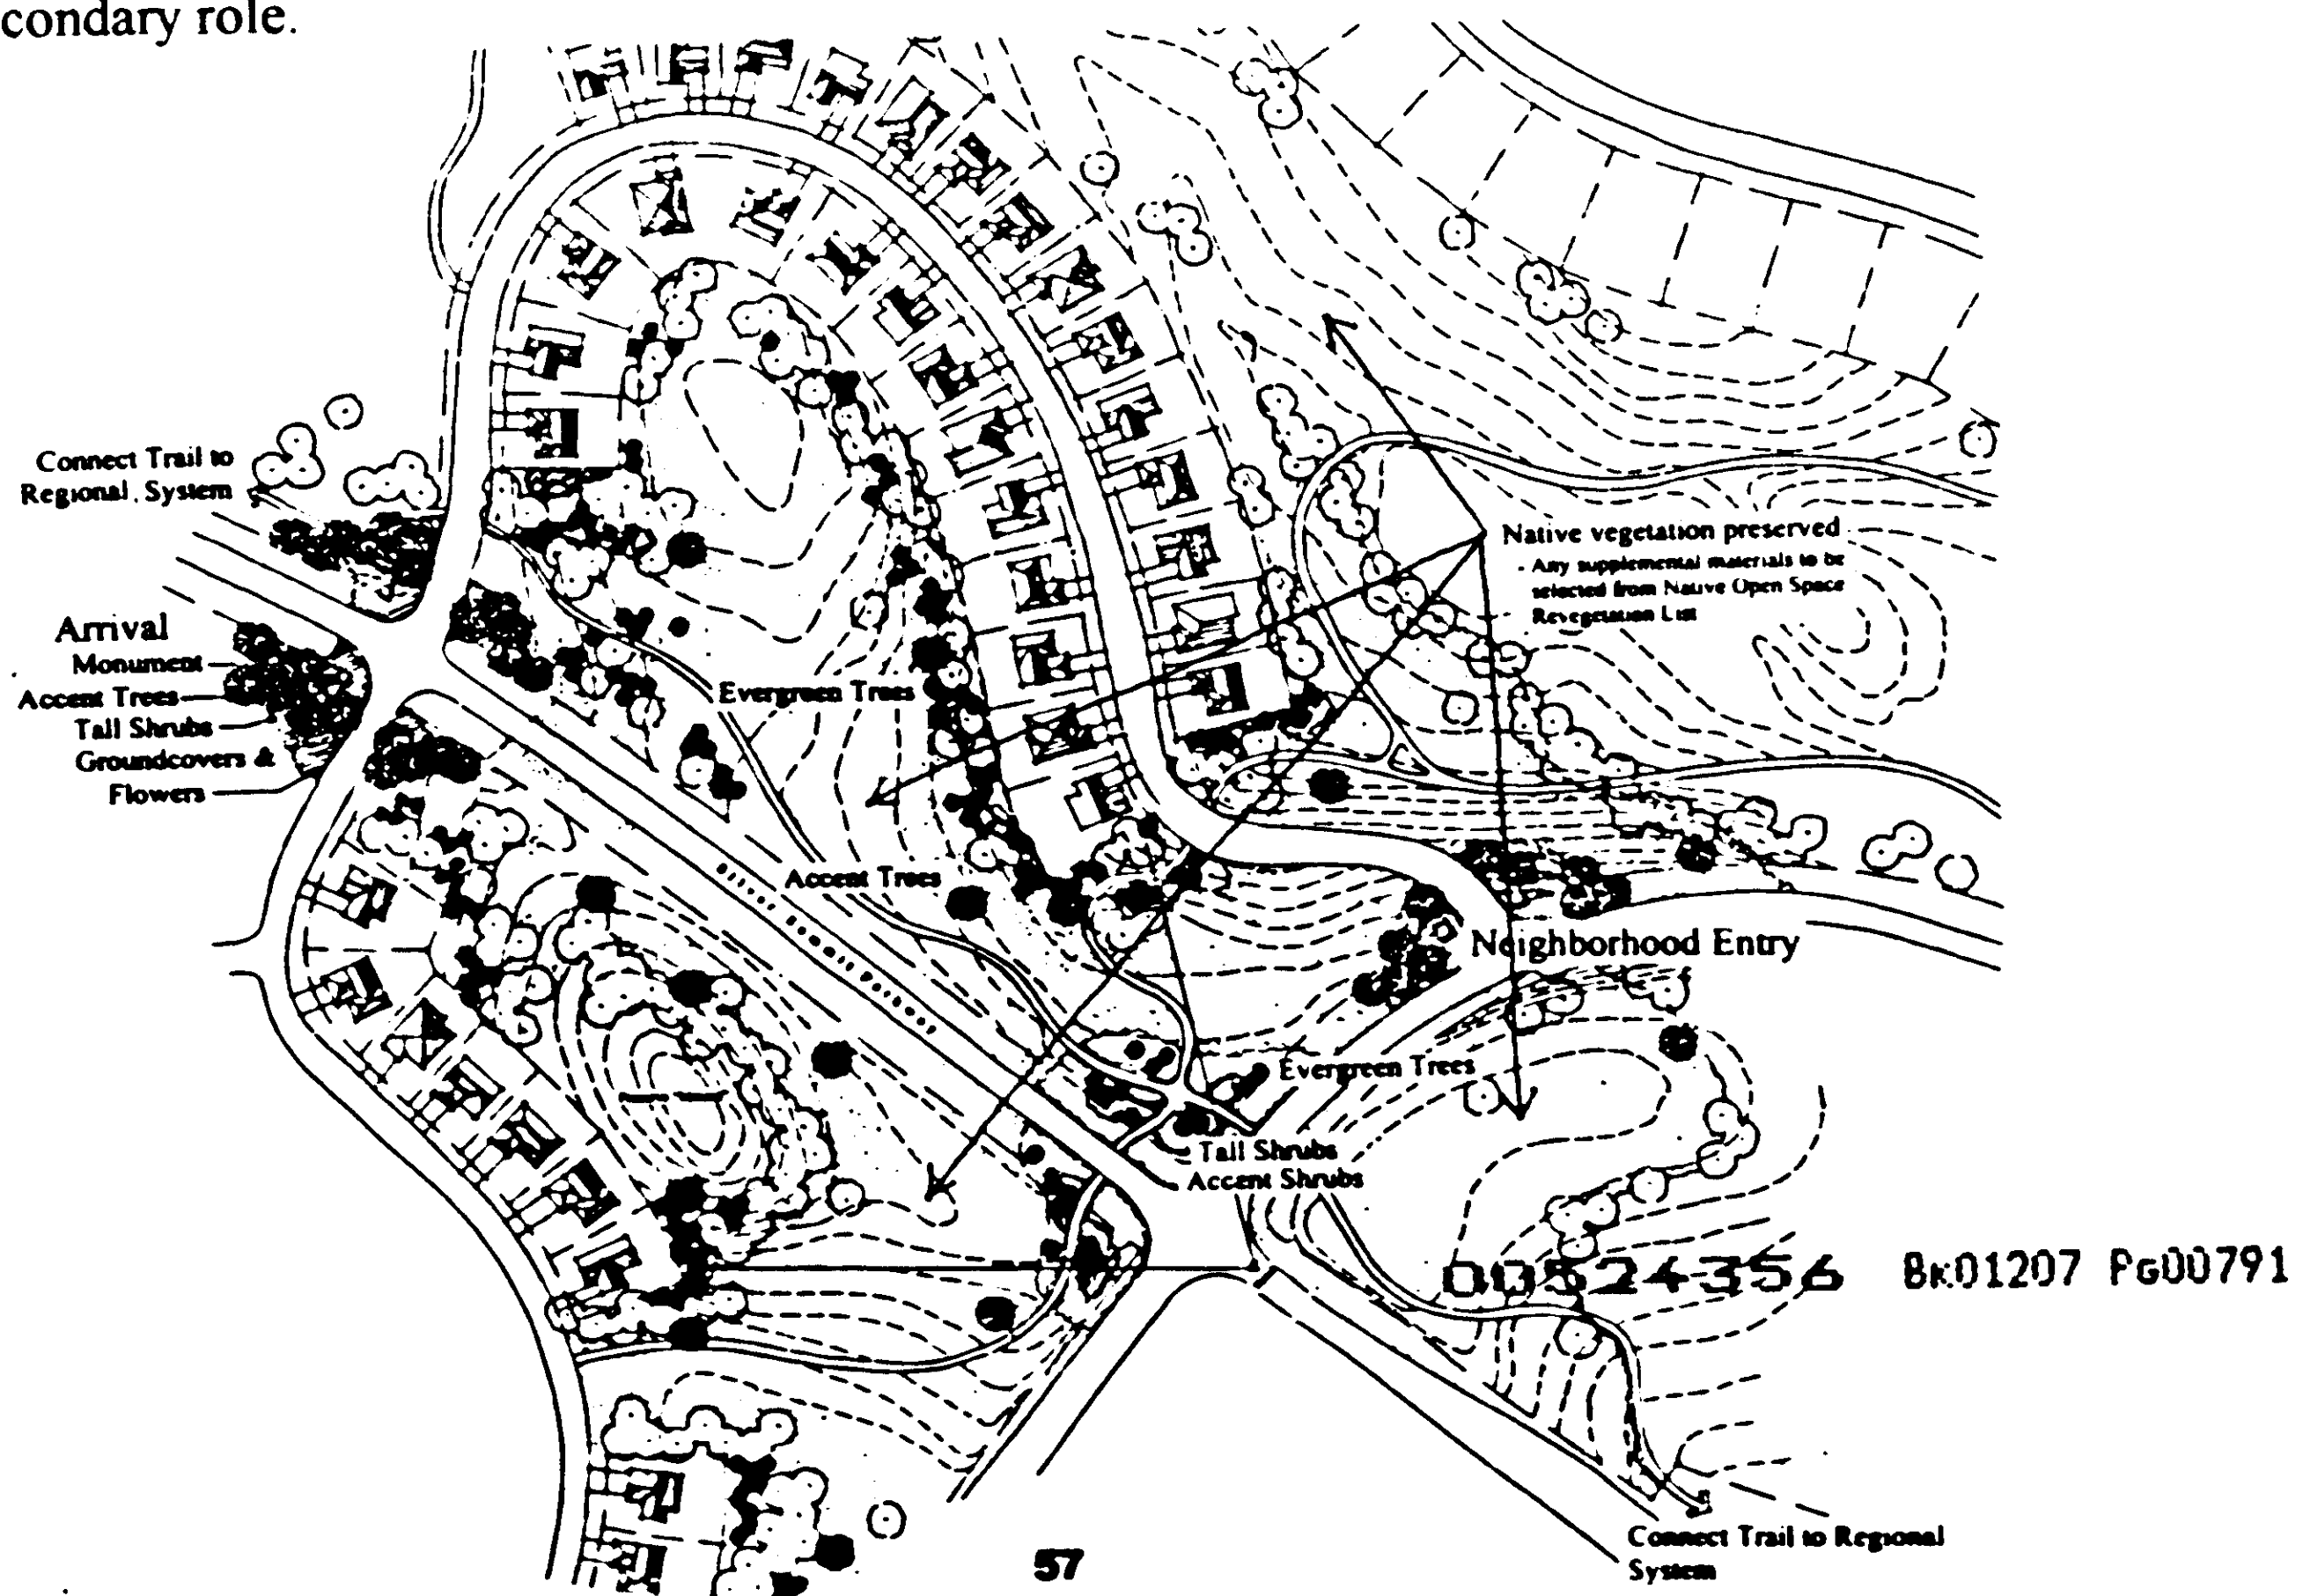 condary role.
Connect Trail to
Regional System
Arrival
Monument
Accent Trees
Tall Shrubs
Groundcovers &
Flowers
Native vegetation preserved
- Any supplemental materials to be
selected from Native Open Space
Revegetation List
Evergreen Trees
Accent Trees
Neighborhood Entry
Evergreen Trees
Tall Shrubs
Accent Shrubs
00524356 BK01207 PG00791
Connect Trail to Regional
System
57